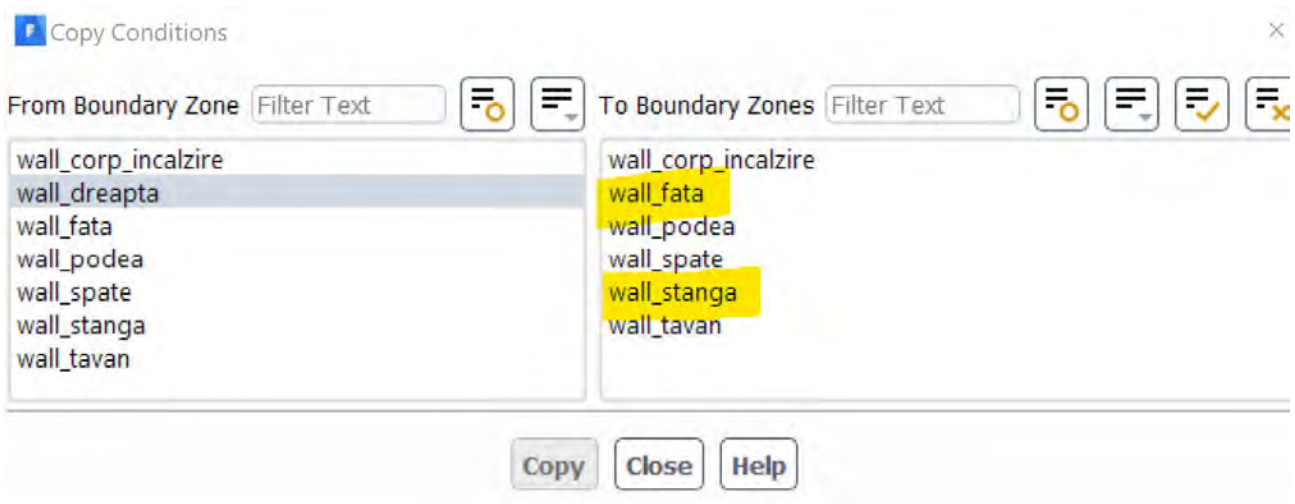 Copy Conditions
From Boundary Zone Filter Text To Boundary Zones Filter Text
wall_corp_incalzire
wall_dreapta
wall_fata
wall_podea
wall_spate
wall_stanga
wall_tavan
wall_corp_incalzire
wall_fata
wall_podea
wall_spate
wall_stanga
wall_tavan
Copy Close Help